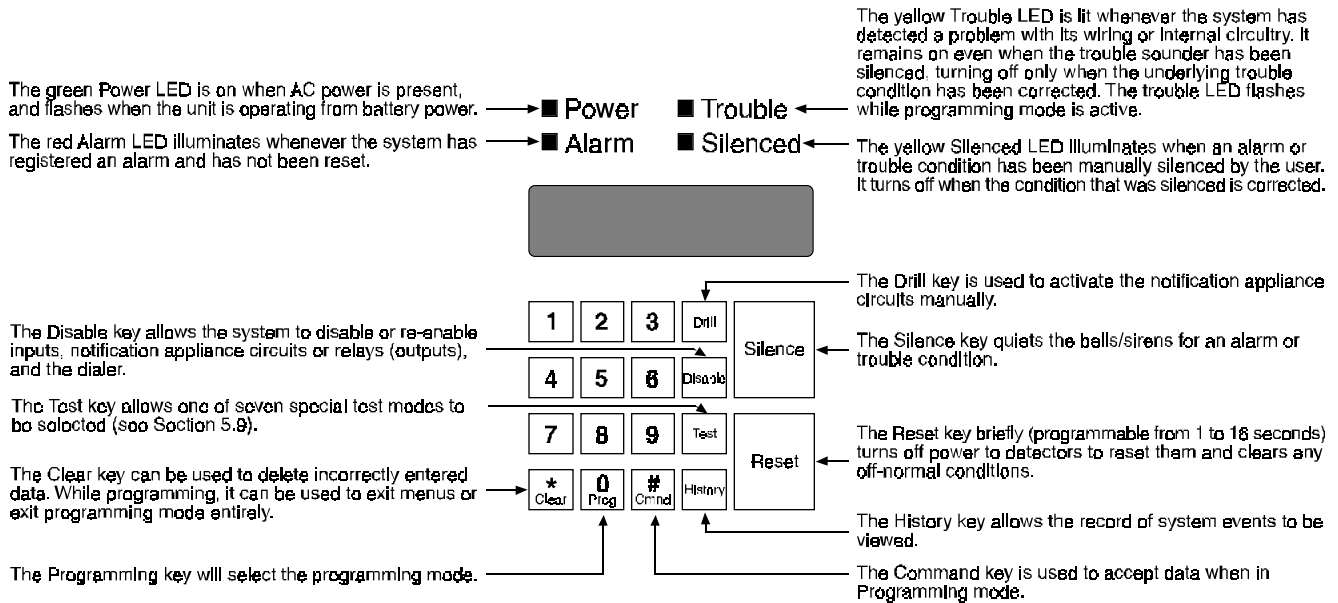 The yellow Trouble LED is lit whenever the system has
detected a problem with its wiring or internal circuitry. It
remains on even when the trouble sounder has been
silenced, turning off only when the underlying trouble
condition has been corrected. The trouble LED flashes
while programming mode is active.
The green Power LED is on when AC power is present,
and flashes when the unit is operating from battery power.
Power
Trouble
The red Alarm LED illuminates whenever the system has
registered an alarm and has not been reset.
Alarm
Silenced
The yellow Silenced LED illuminates when an alarm or
trouble condition has been manually silenced by the user.
It turns off when the condition that was silenced is corrected.
The Drill key is used to activate the notification appliance
circuits manually.
1 2 3 Drill
Silence
The Silence key quiets the bells/sirens for an alarm or
trouble condition.
The Disable key allows the system to disable or re-enable
inputs, notification appliance circuits or relays (outputs),
and the dialer.
4 5 6 Disable
The Test key allows one of seven special test modes to
be selected (see Section 5.9).
7 8 9 Test
Reset
The Reset key briefly (programmable from 1 to 16 seconds)
turns off power to detectors to reset them and clears any
off-normal conditions.
The Clear key can be used to delete incorrectly entered
data. While programming, it can be used to exit menus or
exit programming mode entirely.
* 0 # History
Clear Prog Cmnd
The History key allows the record of system events to be
viewed.
The Programming key will select the programming mode.
The Command key is used to accept data when in
Programming mode.